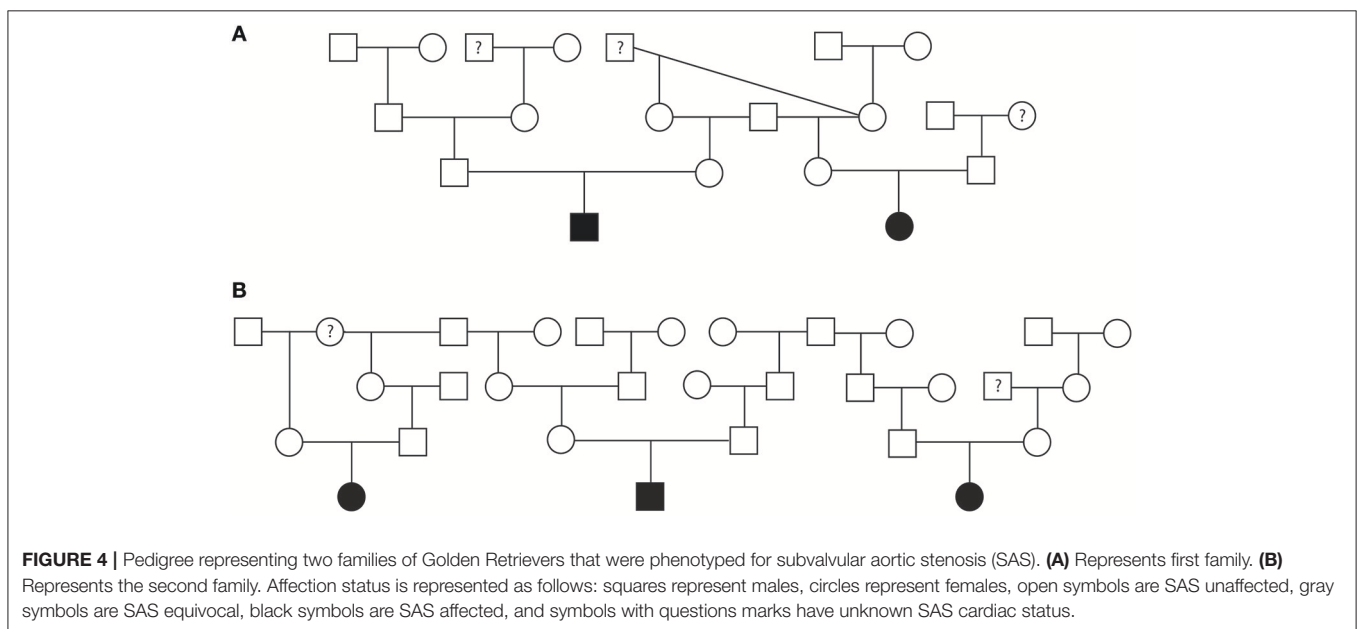 A
? ? ?
?
B
?
?
FIGURE 4 | Pedigree representing two families of Golden Retrievers that were phenotyped for subvalvular aortic stenosis (SAS). (A) Represents first family. (B)
Represents the second family. Affection status is represented as follows: squares represent males, circles represent females, open symbols are SAS unaffected, gray
symbols are SAS equivocal, black symbols are SAS affected, and symbols with questions marks have unknown SAS cardiac status.